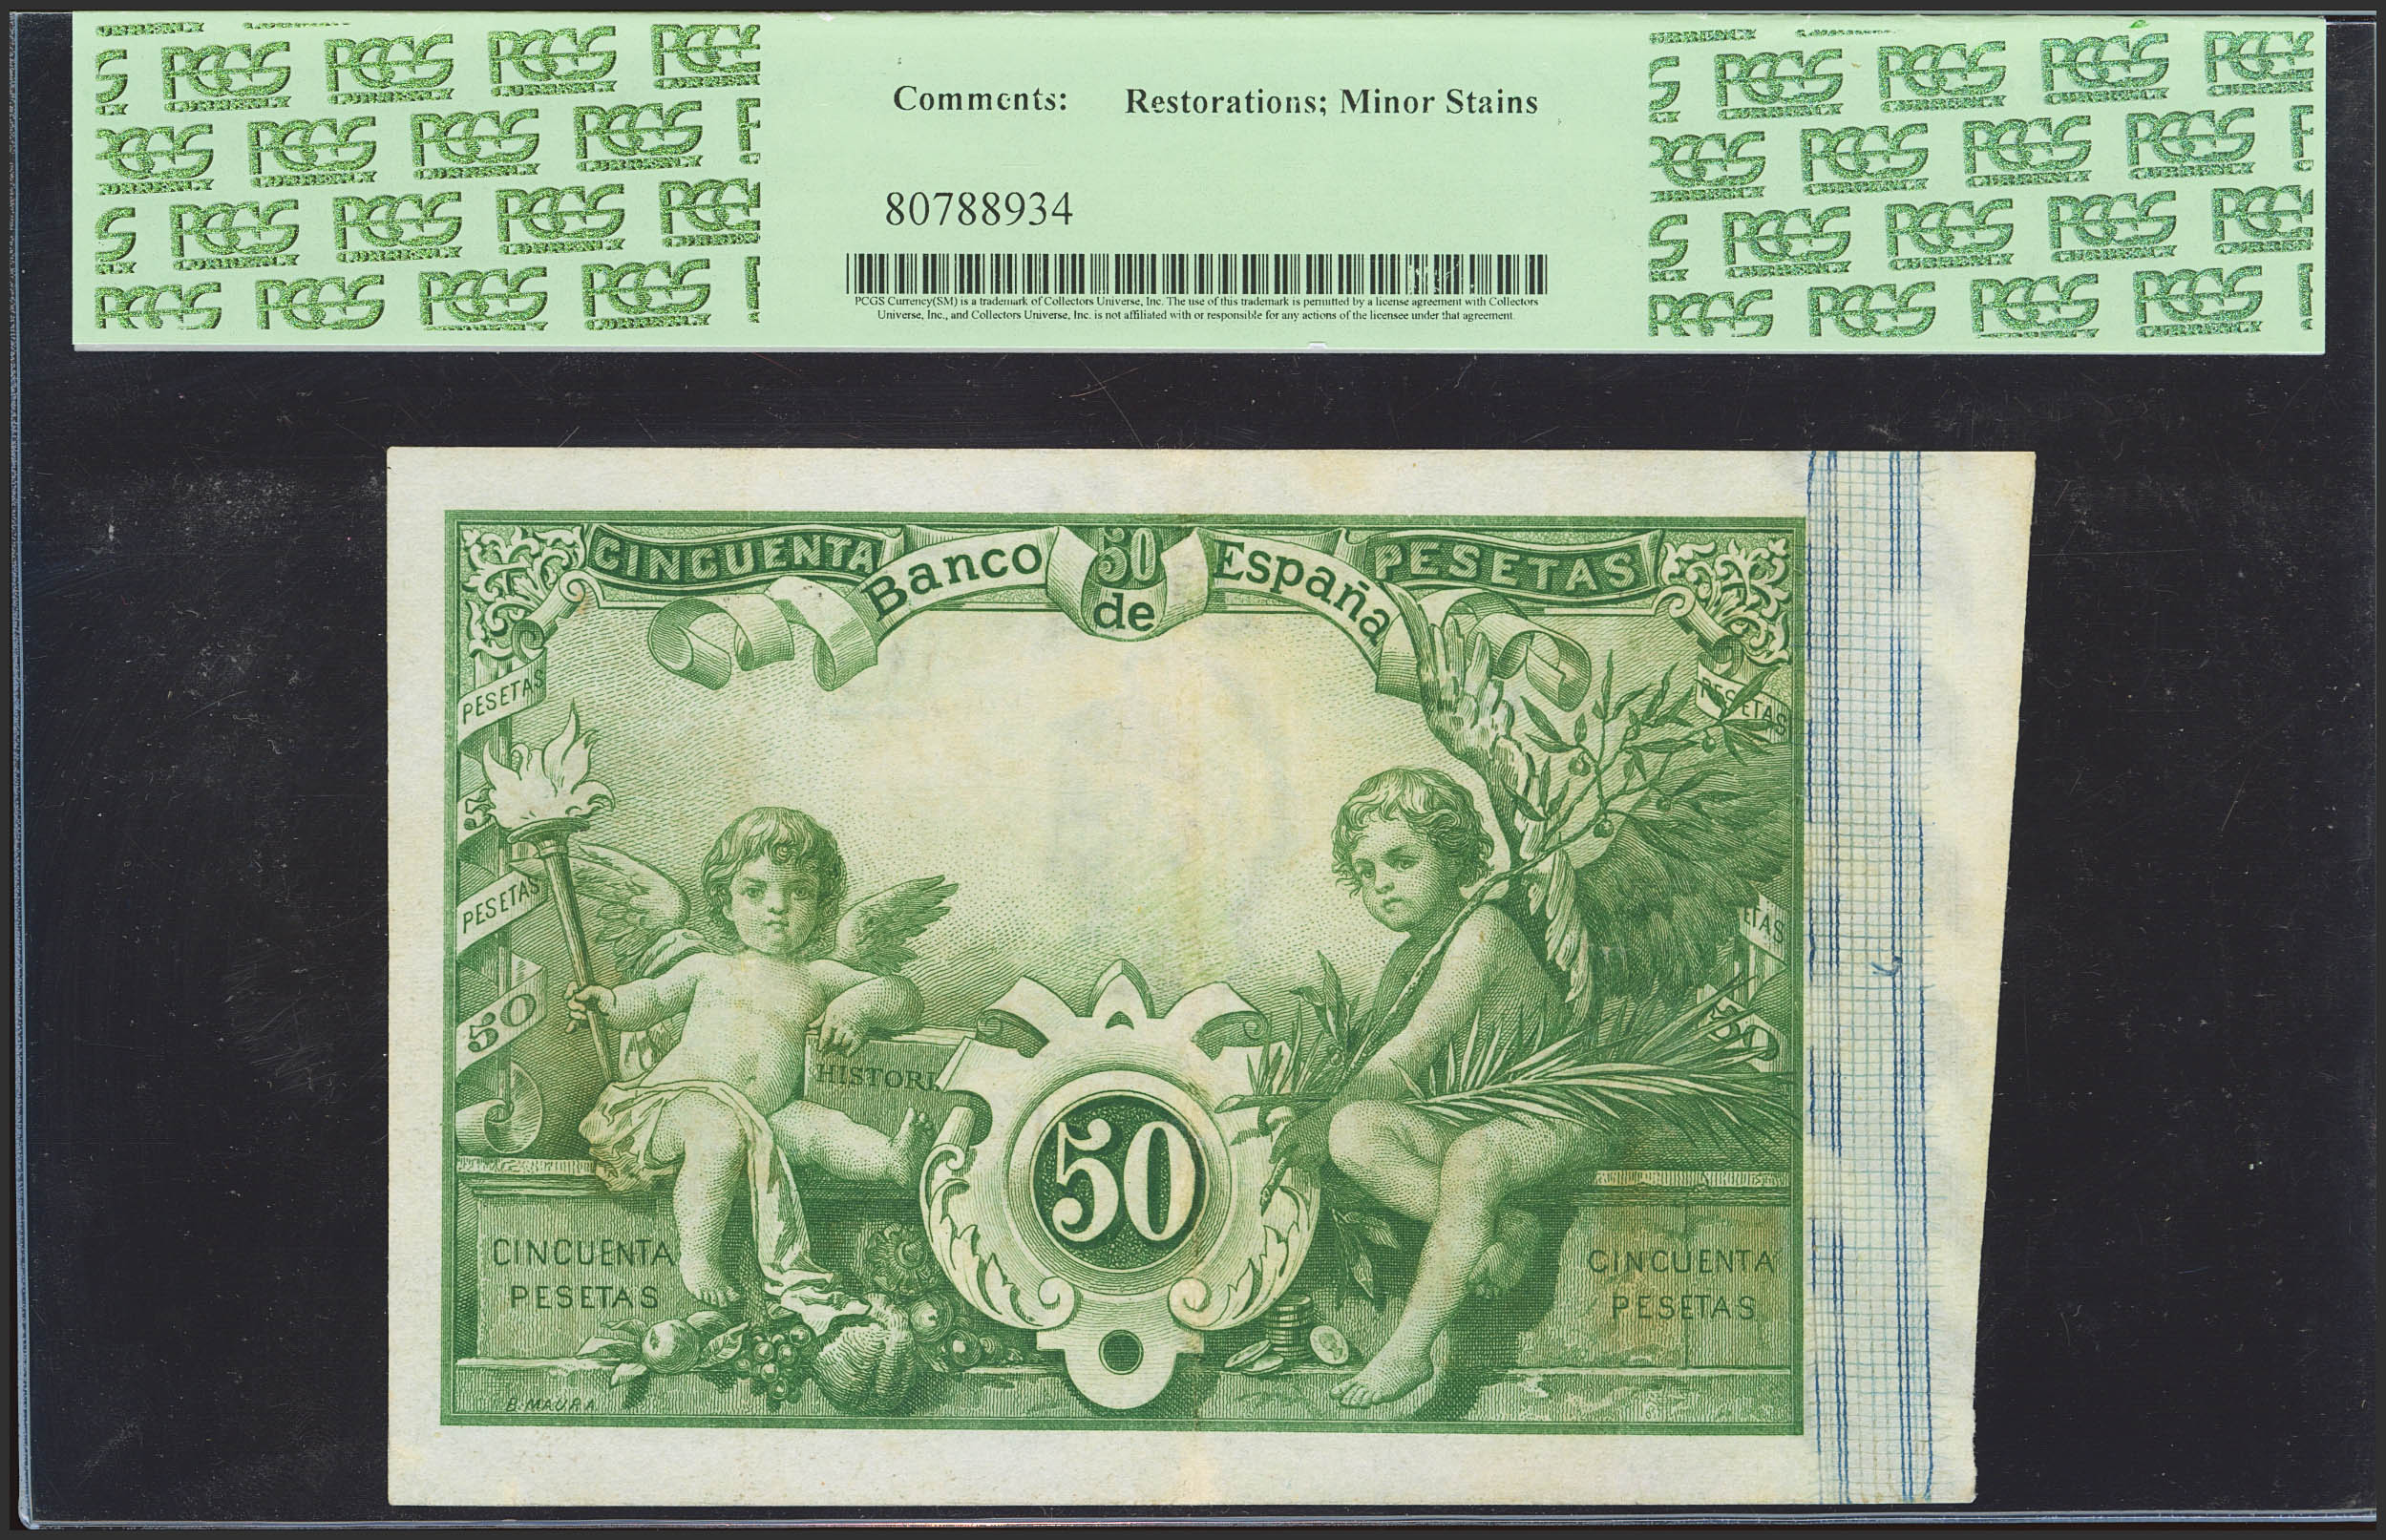 PCGS CURRENCY
Comments: Restorations; Minor Stains
80788934
PCGS Currency(SM) is a trademark of Collectors Universe, Inc. The use of this trademark is permitted by a license agreement with Collectors
Universe, Inc., and Collectors Universe, Inc. is not affiliated with or responsible for any actions of the licensee under that agreement.
CINCUENTA 50 PESETAS
Banco de España
PESETAS
PESETAS
50
HISTORI
50
CINCUENTA
PESETAS
CINCUENTA
PESETAS
B. MAURA